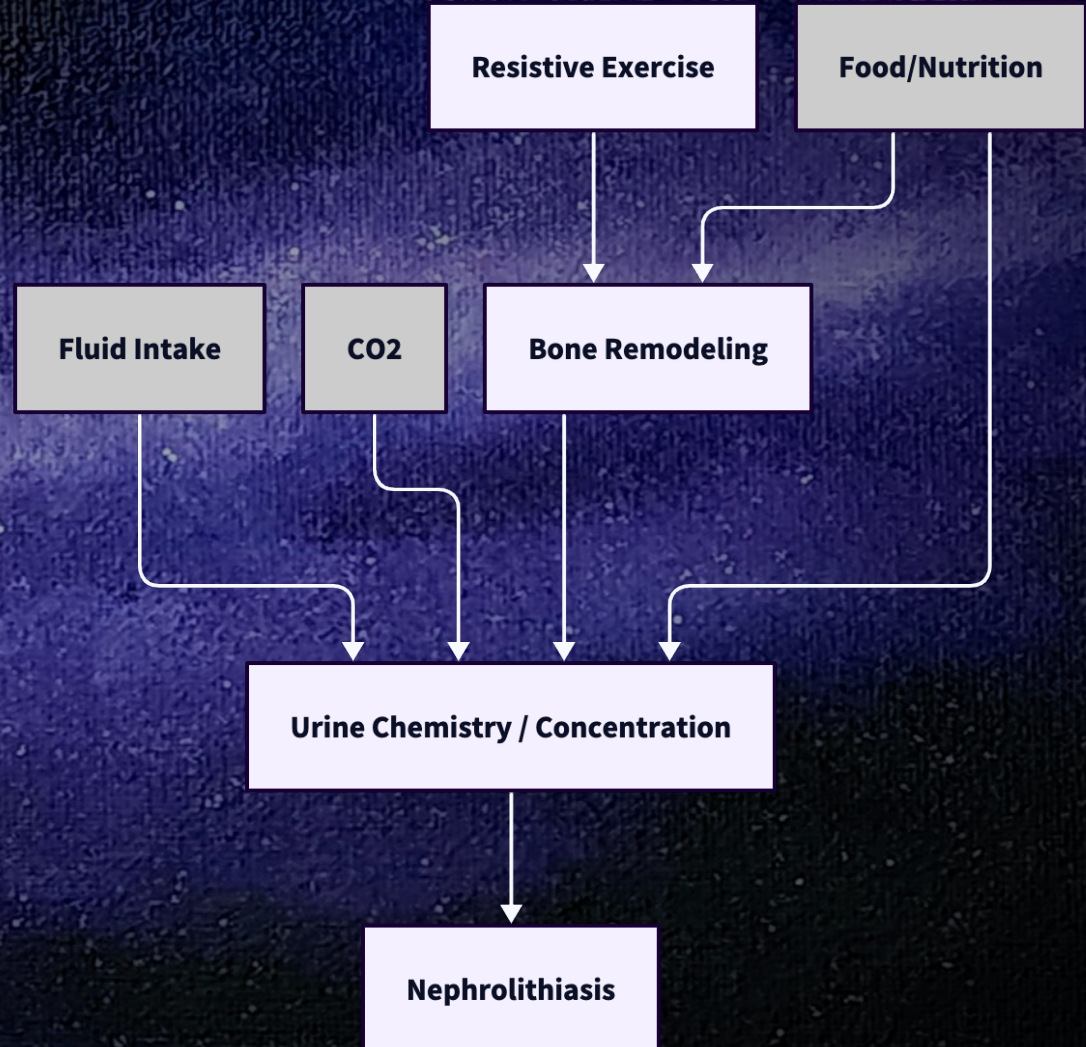 Resistive Exercise
Food/Nutrition
Fluid Intake
CO2
Bone Remodeling
Urine Chemistry / Concentration
Nephrolithiasis